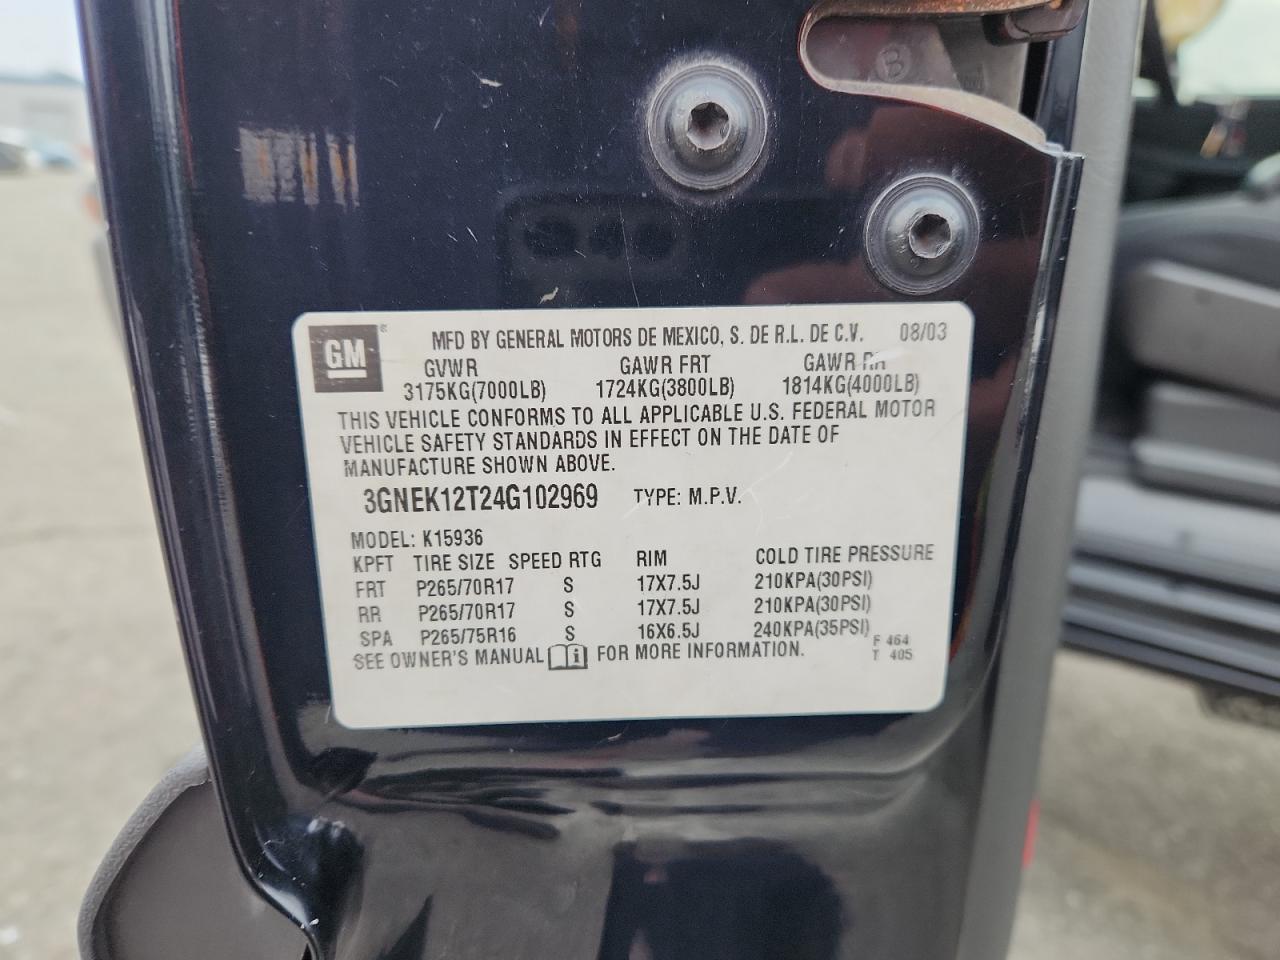 GM ® MFD BY GENERAL MOTORS DE MEXICO, S. DE R.L. DE C.V. 08/03
GVWR GAWR FRT GAWR RR
3175KG(7000LB) 1724KG(3800LB) 1814KG(4000LB)
THIS VEHICLE CONFORMS TO ALL APPLICABLE U.S. FEDERAL MOTOR
VEHICLE SAFETY STANDARDS IN EFFECT ON THE DATE OF
MANUFACTURE SHOWN ABOVE.
3GNEK12T24G102969 TYPE: M.P.V.
MODEL: K15936
KPFT TIRE SIZE SPEED RTG RIM COLD TIRE PRESSURE
FRT P265/70R17 S 17X7.5J 210KPA(30PSI)
RR P265/70R17 S 17X7.5J 210KPA(30PSI)
SPA P265/75R16 S 16X6.5J 240KPA(35PSI)
F 464
SEE OWNER'S MANUAL i FOR MORE INFORMATION. T 405